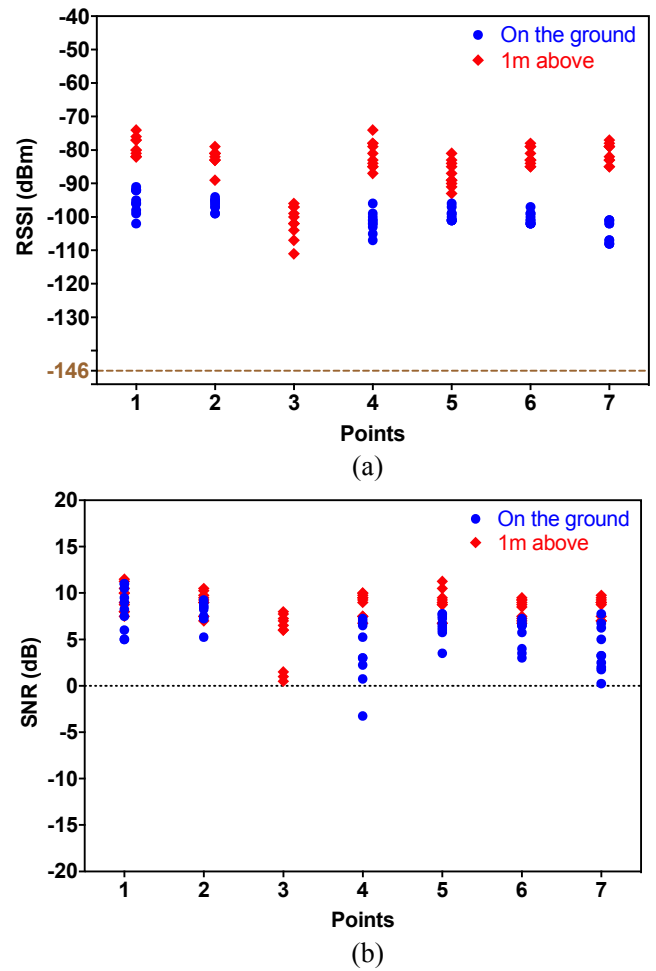 -40
-50
-60
-70
-80
-90
-100
-110
-120
-130
-146
RSSI (dBm)
On the ground
1m above
1 2 3 4 5 6 7
Points
(a)
20
15
10
5
0
-5
-10
-15
-20
SNR (dB)
On the ground
1m above
1 2 3 4 5 6 7
Points
(b)